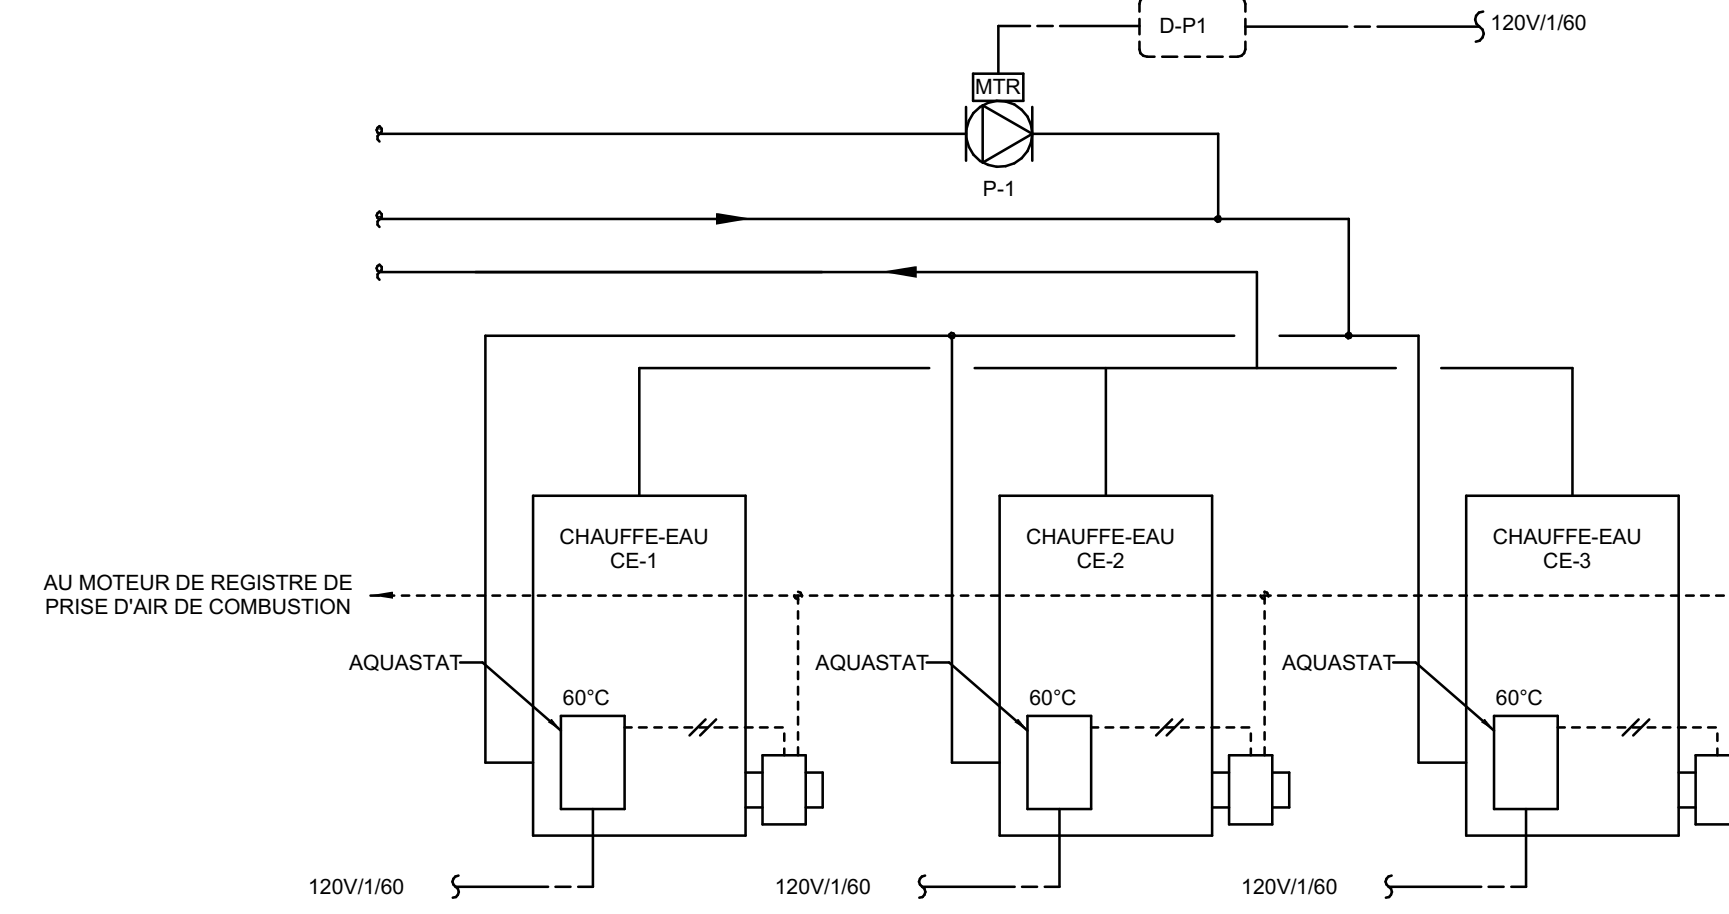 D-P1
120V/1/60
MTR
P-1
CHAUFFE-EAU
CE-1
CHAUFFE-EAU
CE-2
CHAUFFE-EAU
CE-3
AU MOTEUR DE REGISTRE DE
PRISE D'AIR DE COMBUSTION
AQUASTAT
AQUASTAT
AQUASTAT
60°C
60°C
60°C
120V/1/60
120V/1/60
120V/1/60